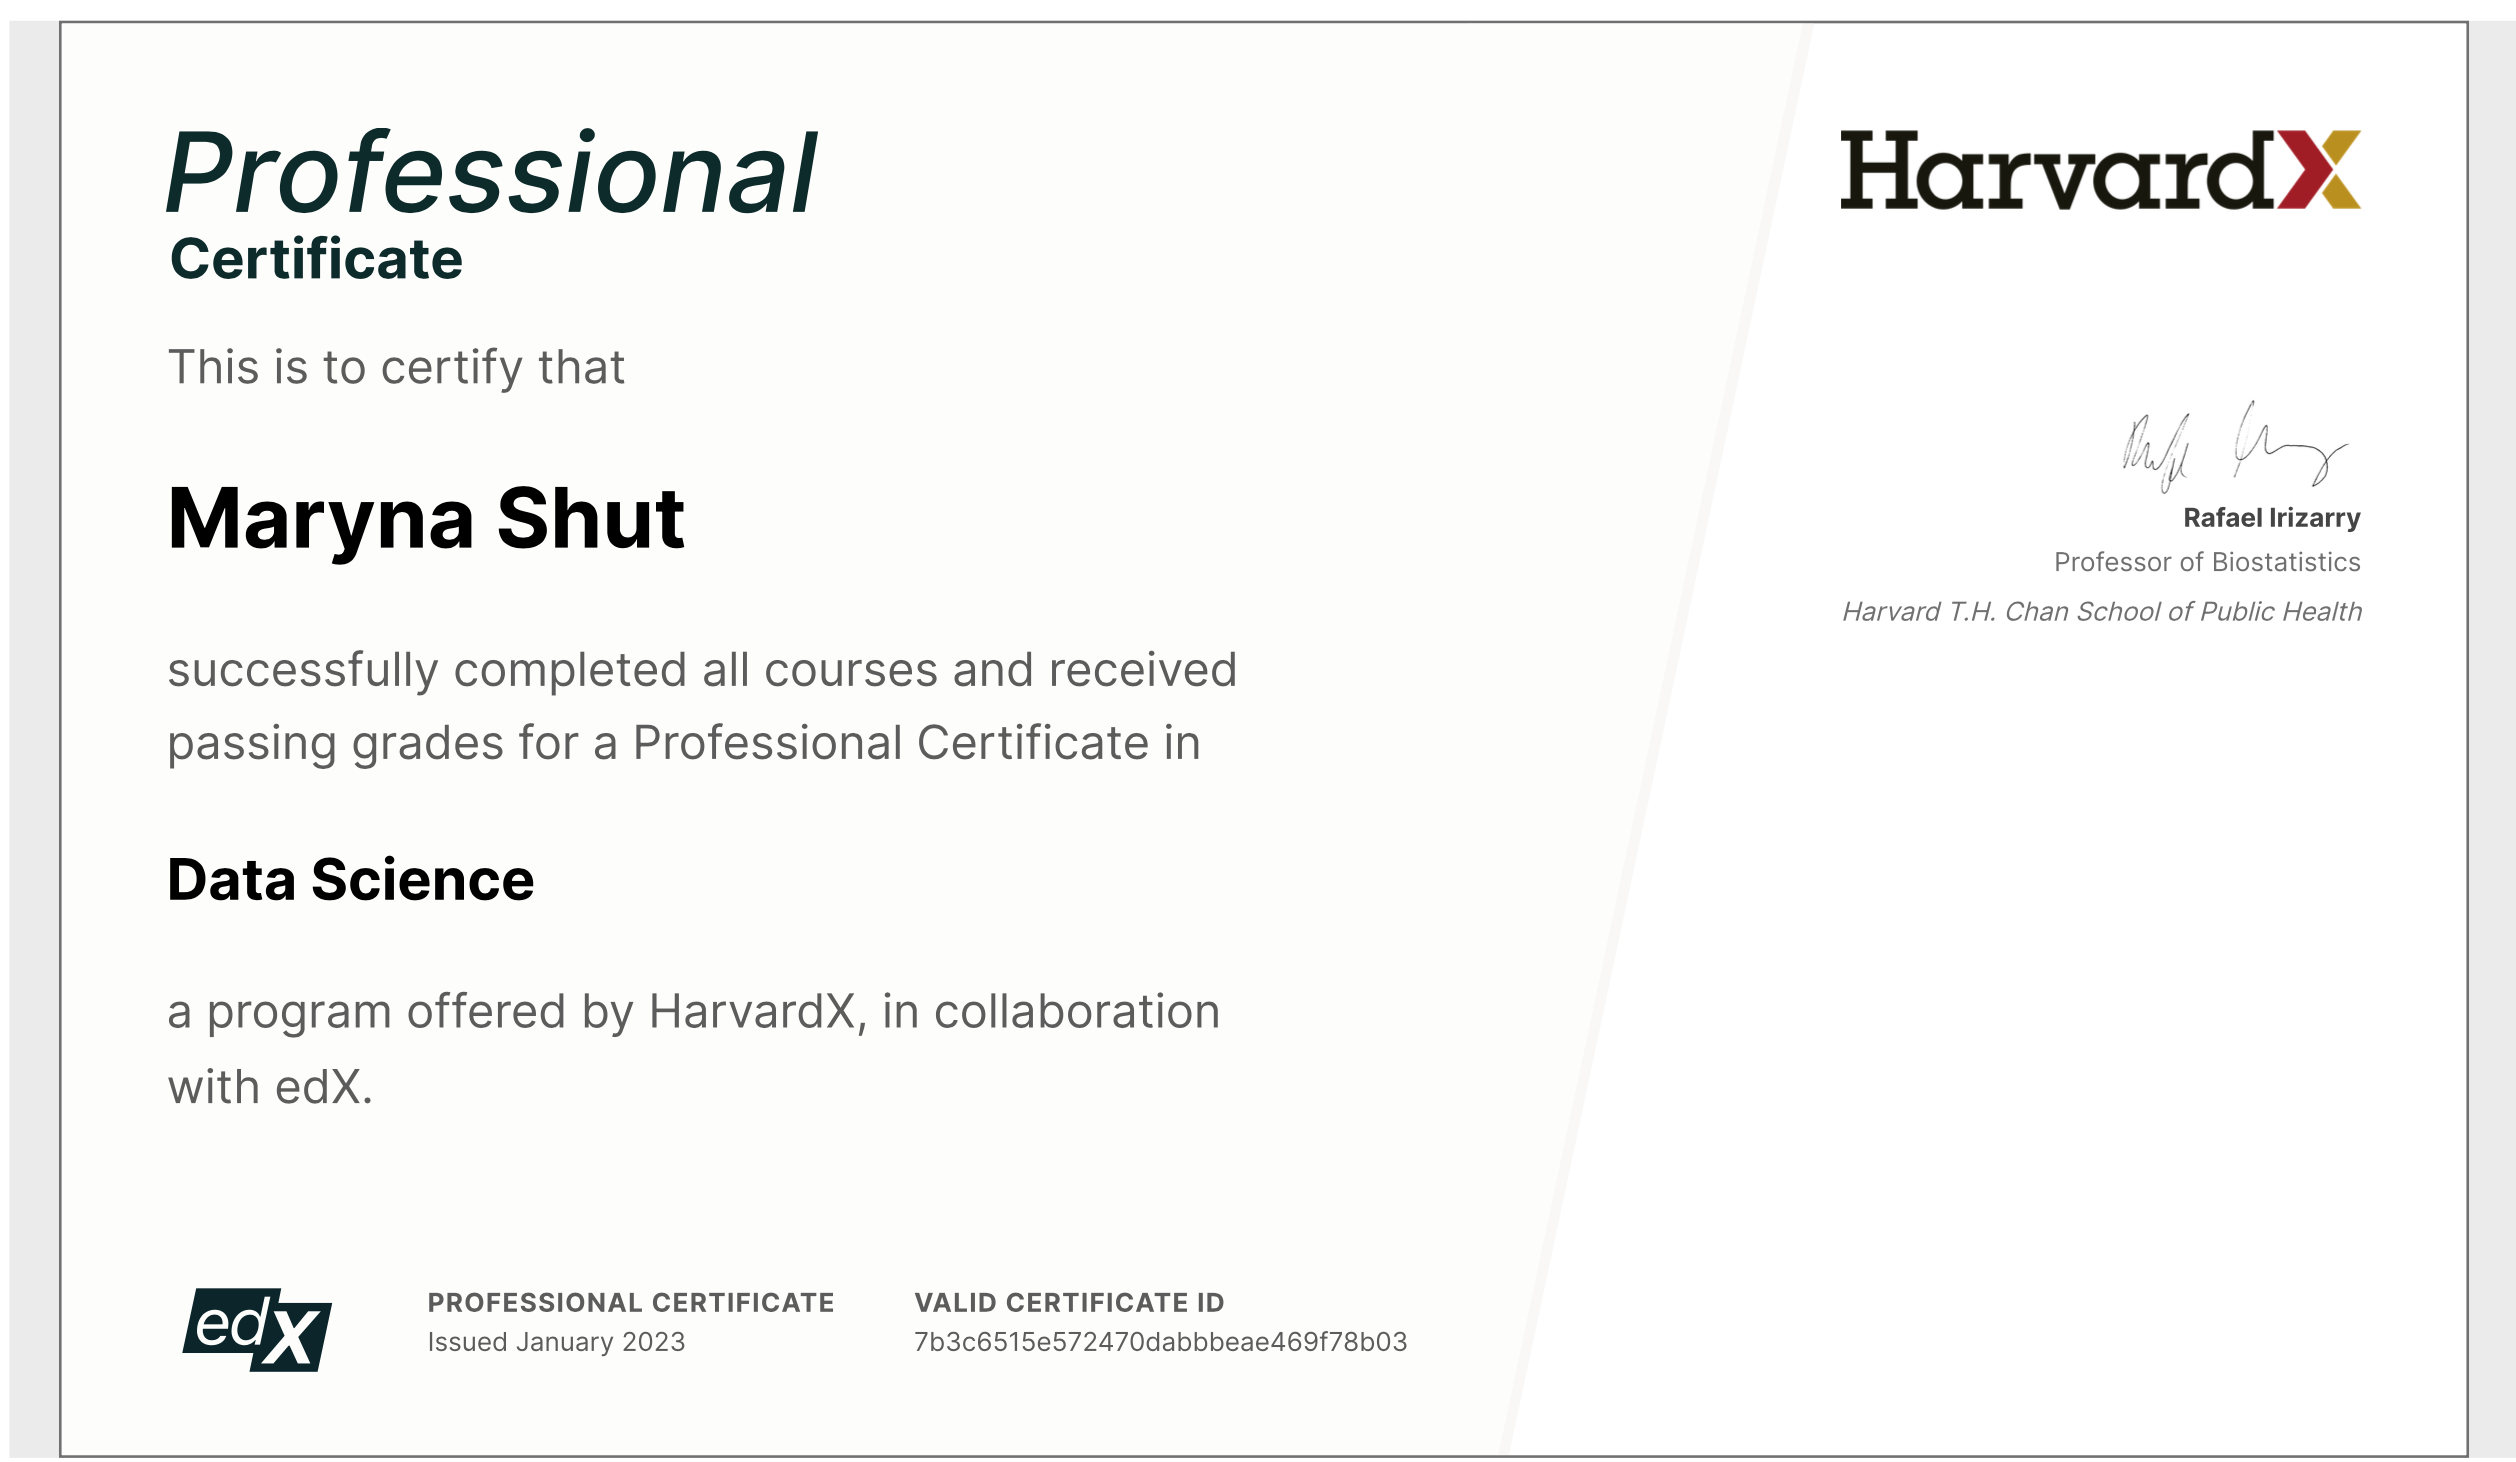 Professional
Certificate
This is to certify that
Maryna Shut
successfully completed all courses and received
passing grades for a Professional Certificate in
Data Science
a program offered by HarvardX, in collaboration
with edX.
HarvardX
Rafael Irizarry
Professor of Biostatistics
Harvard T.H. Chan School of Public Health
edX
PROFESSIONAL CERTIFICATE
Issued January 2023
VALID CERTIFICATE ID
7b3c6515e572470dabbbeae469f78b03